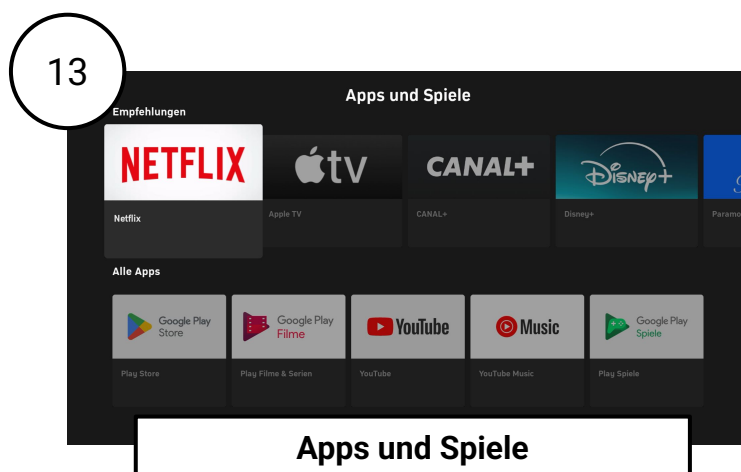 13
Apps und Spiele
Empfehlungen
NETFLIX
tv
CANAL+
Disney+
Netflix
Apple TV
CANAL+
Disney+
Paramo
Alle Apps
Google Play
Store
Google Play
Filme
YouTube
Music
Google Play
Spiele
Play Store
Play Filme & Serien
YouTube
YouTube Music
Play Spiele
Apps und Spiele